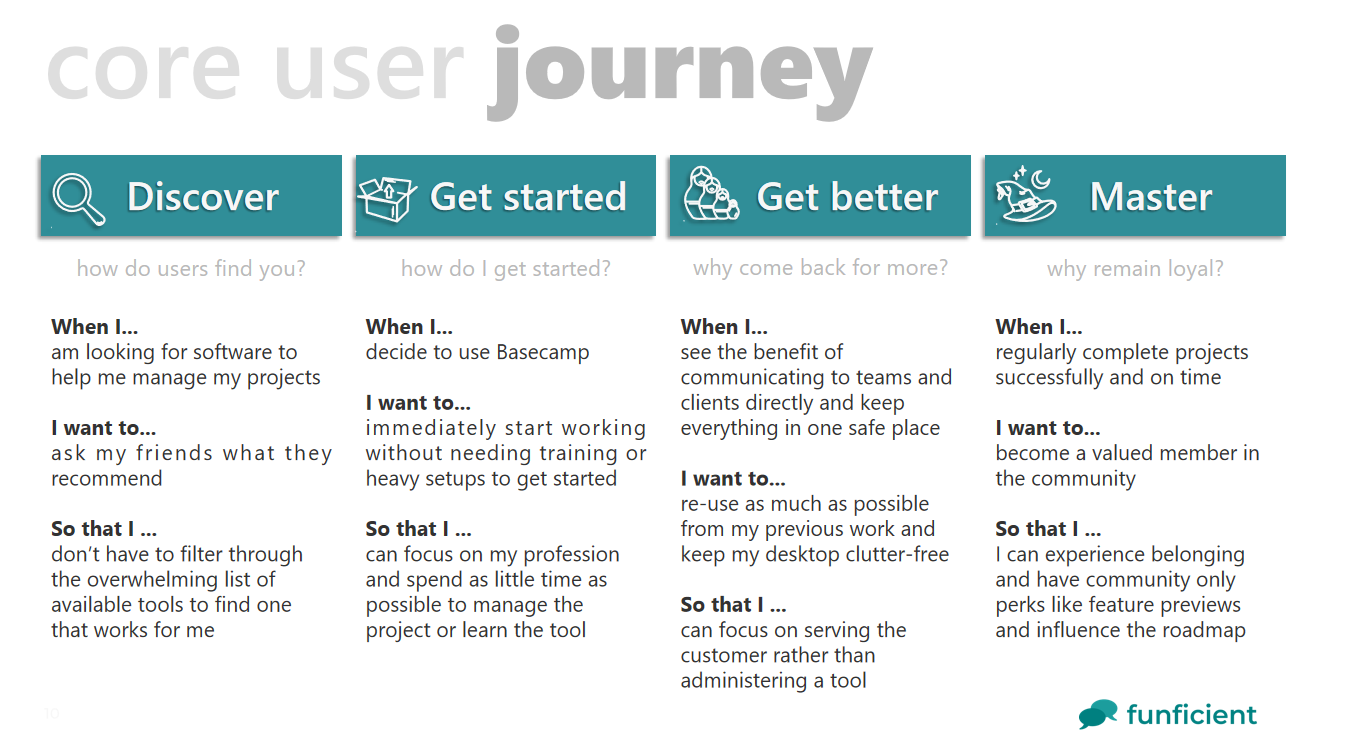 core user journey
Discover
how do users find you?
When I...
am looking for software to
help me manage my projects
I want to...
ask my friends what they
recommend
So that I ...
don’t have to filter through
the overwhelming list of
available tools to find one
that works for me
Get started
how do I get started?
When I...
decide to use Basecamp
I want to...
immediately start working
without needing training or
heavy setups to get started
So that I ...
can focus on my profession
and spend as little time as
possible to manage the
project or learn the tool
Get better
why come back for more?
When I...
see the benefit of
communicating to teams and
clients directly and keep
everything in one safe place
I want to...
re-use as much as possible
from my previous work and
keep my desktop clutter-free
So that I ...
can focus on serving the
customer rather than
administering a tool
Master
why remain loyal?
When I...
regularly complete projects
successfully and on time
I want to...
become a valued member in
the community
So that I ...
I can experience belonging
and have community only
perks like feature previews
and influence the roadmap
10
funficient